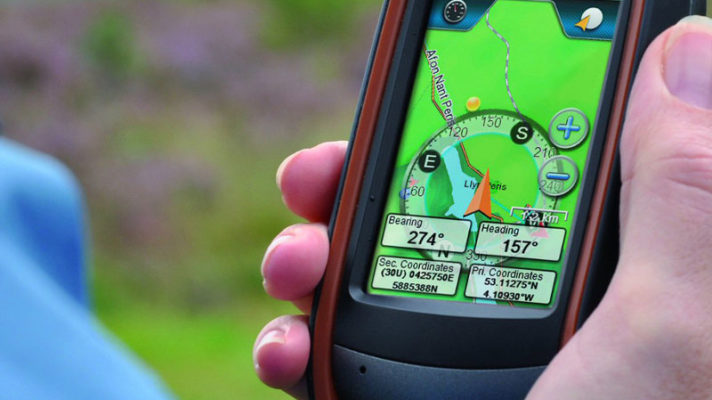 Afon Nant Peris
120
150
S
210
E
60
240
N
Bearing
274°
Heading
157°
Sec. Coordinates
(30U) 0425750E
5885388N
Pri. Coordinates
53.11275°N
4.10930°W